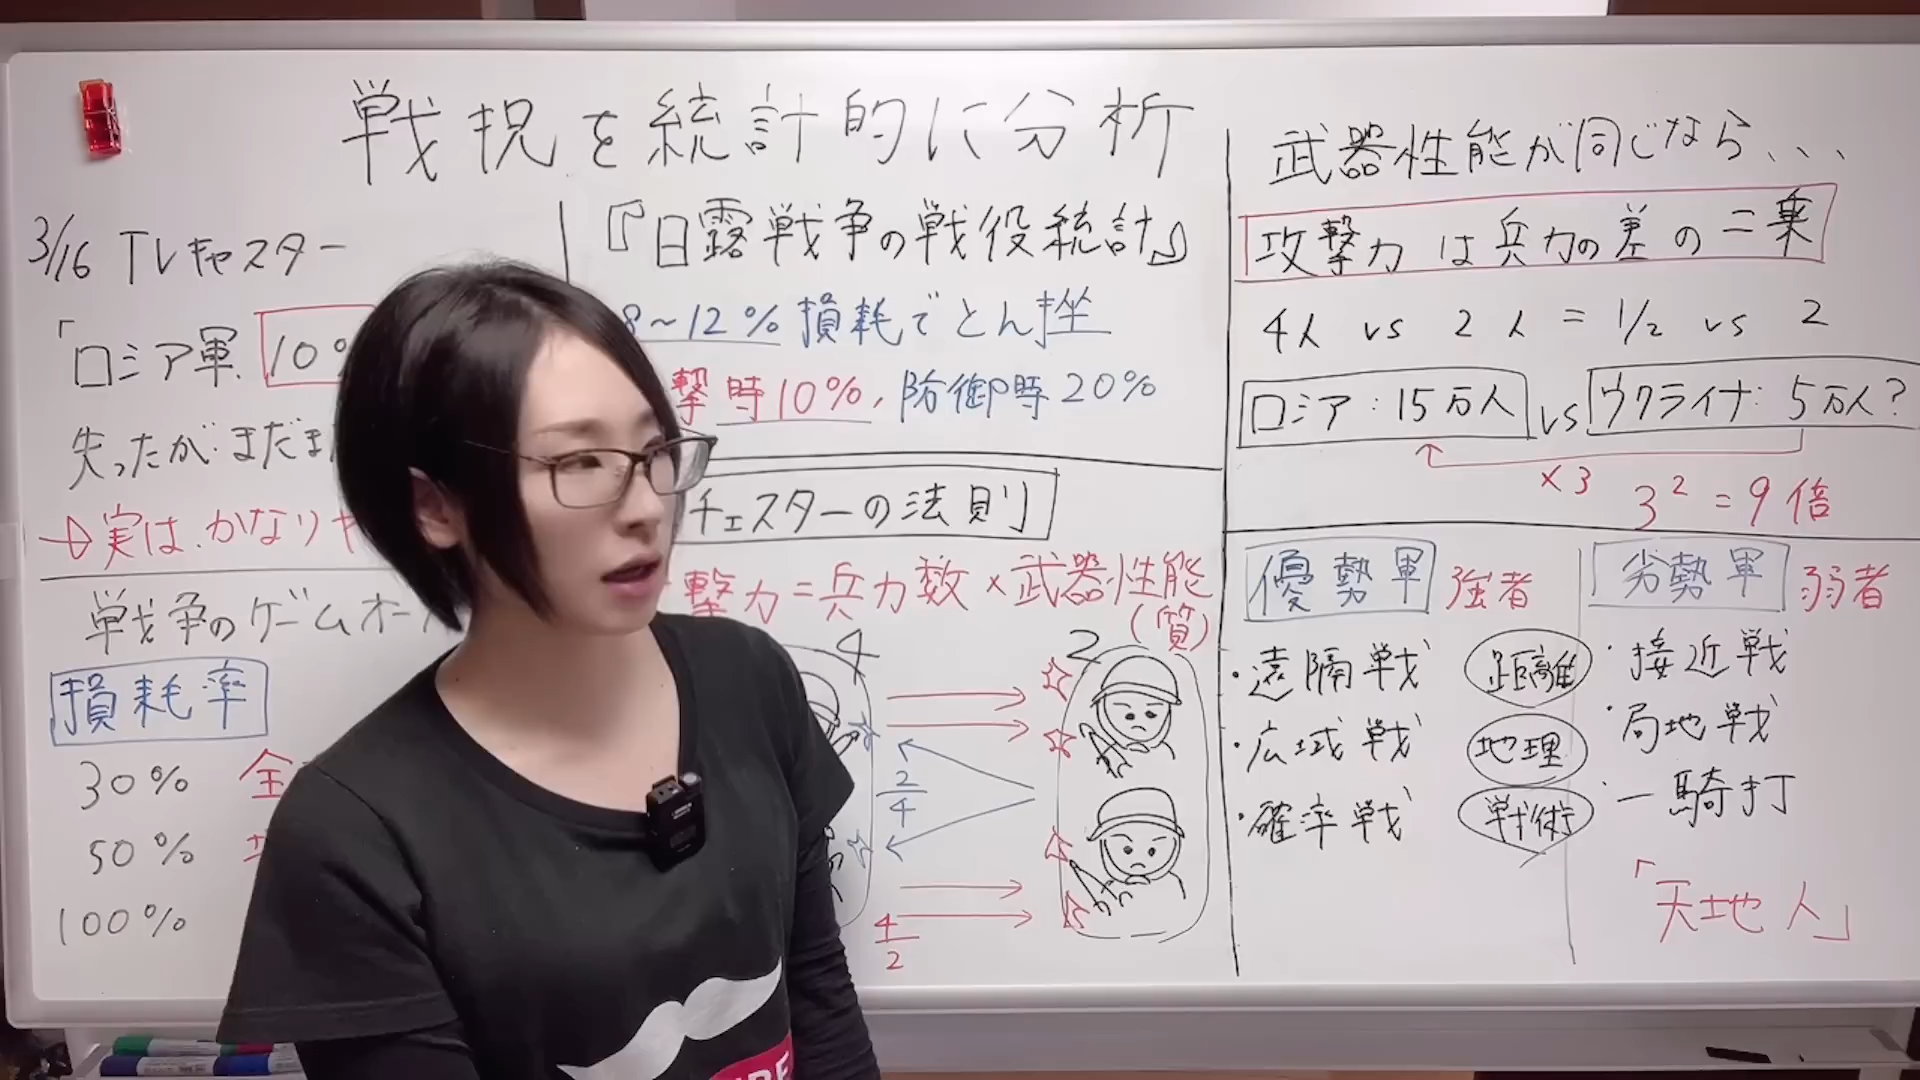 戦況を統計的に分析
3/16 TVキャスター
「ロシア軍 10%
失ったが まだま
→実は、かなりヤ
戦争のゲームオー
損耗率
30% 全
50%
100%
『日露戦争の戦役統計』
8~12%損耗でとん挫
撃時10%,防御時20%
チェスターの法則
撃力=兵力数×武器性能
(質)
4
2
2/4
4/2
武器性能が同じなら、、、
攻撃力は兵力の差の二乗
4人 vs 2人 = 1/2 vs 2
ロシア:15万人 vs ウクライナ:5万人?
×3
3²=9倍
優勢軍 強者
劣勢軍 弱者
・遠隔戦 距離 ・接近戦
・広域戦 地理 ・局地戦
・確率戦 戦術 ・一騎打
「天地人」